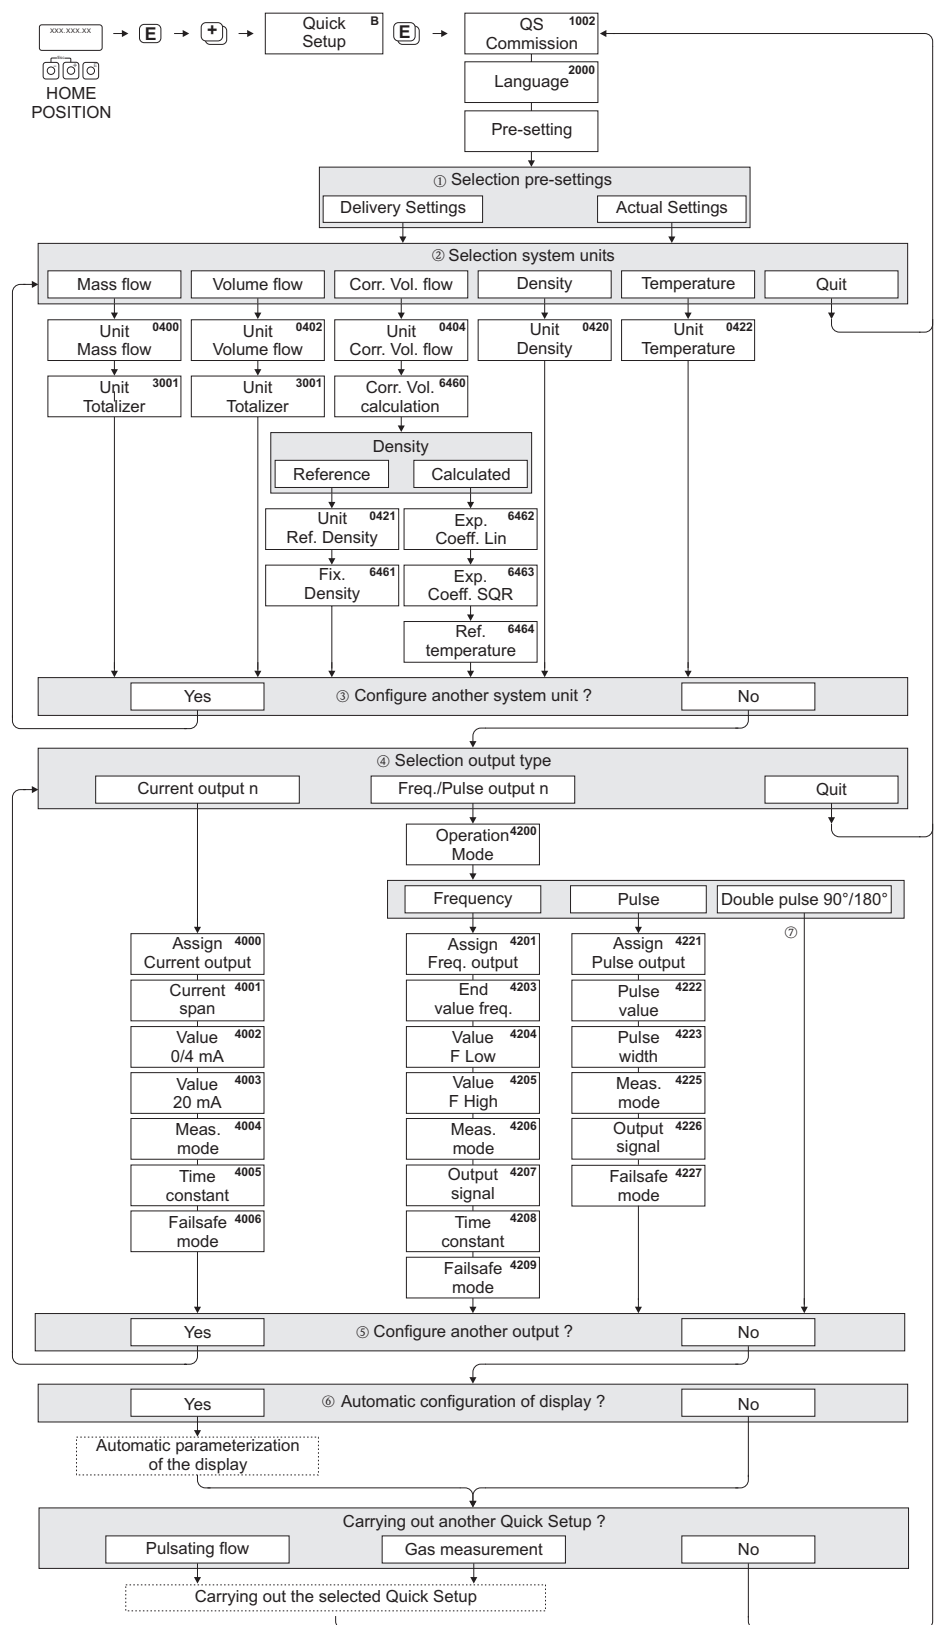 xxx.xxx.xx
Esc
E
+
Quick B
Setup
E
QS 1002
Commission
HOME
POSITION
Language 2000
Pre-setting
① Selection pre-settings
Delivery Settings
Actual Settings
② Selection system units
Mass flow
Volume flow
Corr. Vol. flow
Density
Temperature
Quit
Unit 0400
Mass flow
Unit 0402
Volume flow
Unit 0404
Corr. Vol. flow
Unit 0420
Density
Unit 0422
Temperature
Unit 3001
Totalizer
Unit 3001
Totalizer
Corr. Vol. 6460
calculation
Density
Reference
Calculated
Unit 0421
Ref. Density
Exp. 6462
Coeff. Lin
Fix. 6461
Density
Exp. 6463
Coeff. SQR
Ref. 6464
temperature
Yes
③ Configure another system unit ?
No
④ Selection output type
Current output n
Freq./Pulse output n
Quit
Operation 4200
Mode
Frequency
Pulse
Double pulse 90°/180°
⑦
Assign 4000
Current output
Current 4001
span
Value 4002
0/4 mA
Value 4003
20 mA
Meas. 4004
mode
Time 4005
constant
Failsafe 4006
mode
Assign 4201
Freq. output
End 4203
value freq.
Value 4204
F Low
Value 4205
F High
Meas. 4206
mode
Output 4207
signal
Time 4208
constant
Failsafe 4209
mode
Assign 4221
Pulse output
Pulse 4222
value
Pulse 4223
width
Meas. 4225
mode
Output 4226
signal
Failsafe 4227
mode
Yes
⑤ Configure another output ?
No
Yes
⑥ Automatic configuration of display ?
No
Automatic parameterization
of the display
Carrying out another Quick Setup ?
Pulsating flow
Gas measurement
No
Carrying out the selected Quick Setup